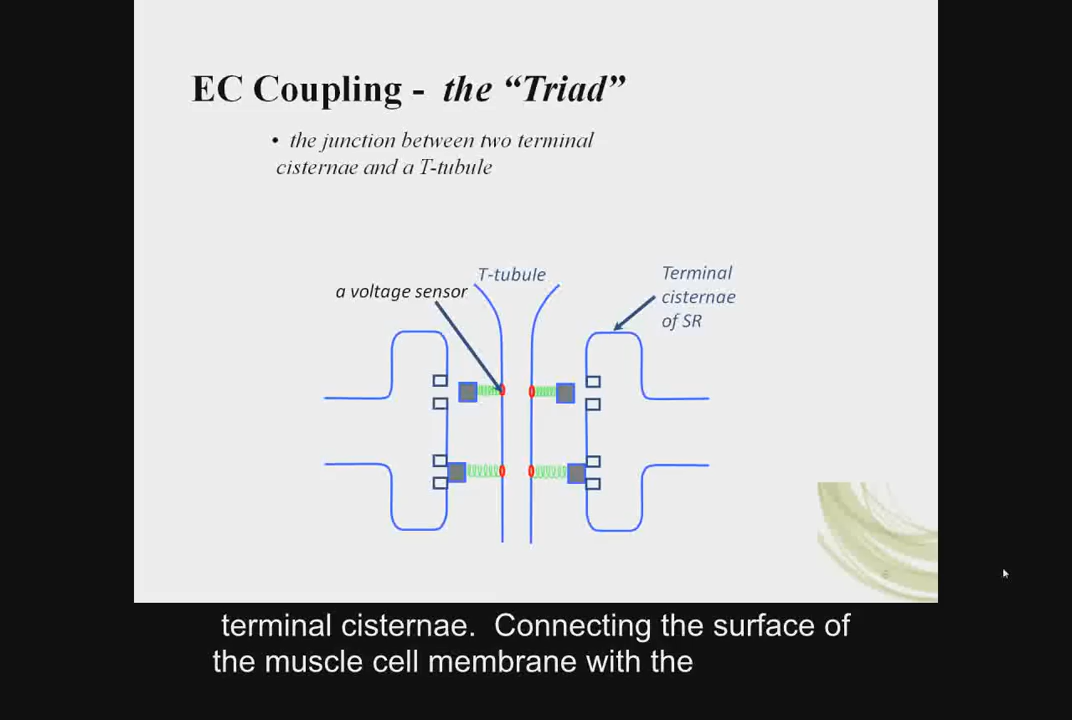 EC Coupling - the “Triad”
• the junction between two terminal
cisternae and a T-tubule
T-tubule
a voltage sensor
Terminal
cisternae
of SR
terminal cisternae.  Connecting the surface of
the muscle cell membrane with the